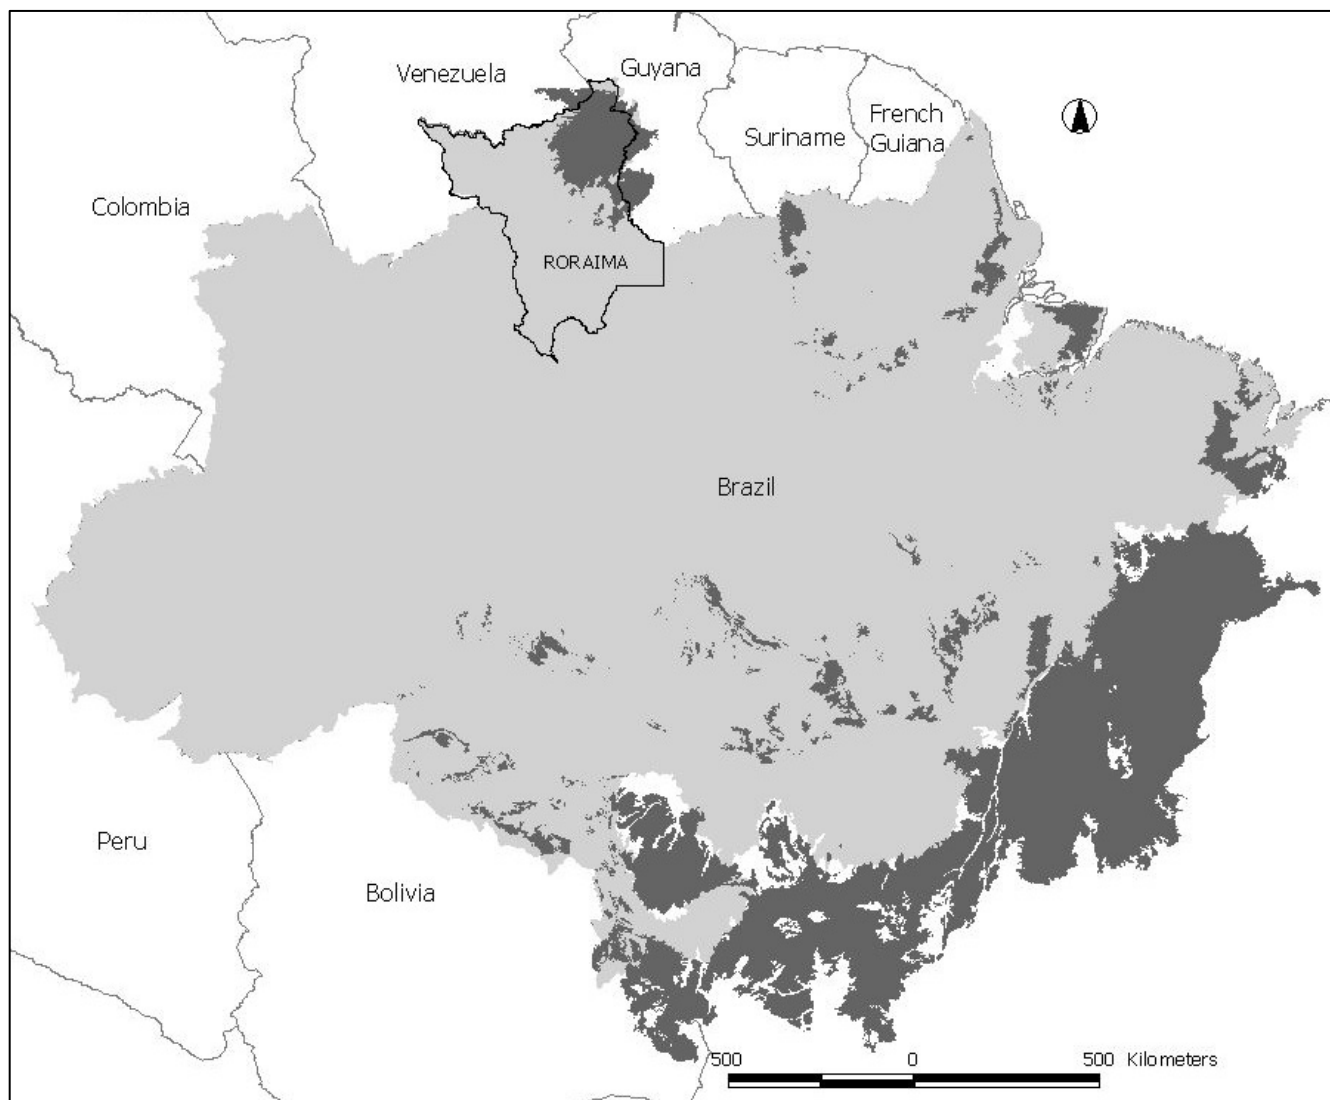 Venezuela
Guyana
Suriname
French
Guiana
Colombia
RORAIMA
Brazil
Peru
Bolivia
500 0 500 Kilometers